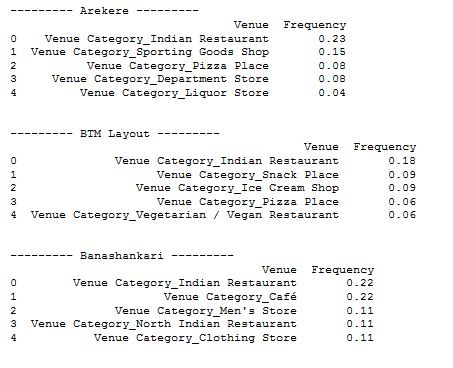 --------- Arekere ---------
Venue Frequency
0 Venue Category_Indian Restaurant 0.23
1 Venue Category_Sporting Goods Shop 0.15
2 Venue Category_Pizza Place 0.08
3 Venue Category_Department Store 0.08
4 Venue Category_Liquor Store 0.04
--------- BTM Layout ---------
Venue Frequency
0 Venue Category_Indian Restaurant 0.18
1 Venue Category_Snack Place 0.09
2 Venue Category_Ice Cream Shop 0.09
3 Venue Category_Pizza Place 0.06
4 Venue Category_Vegetarian / Vegan Restaurant 0.06
--------- Banashankari ---------
Venue Frequency
0 Venue Category_Indian Restaurant 0.22
1 Venue Category_Café 0.22
2 Venue Category_Men's Store 0.11
3 Venue Category_North Indian Restaurant 0.11
4 Venue Category_Clothing Store 0.11